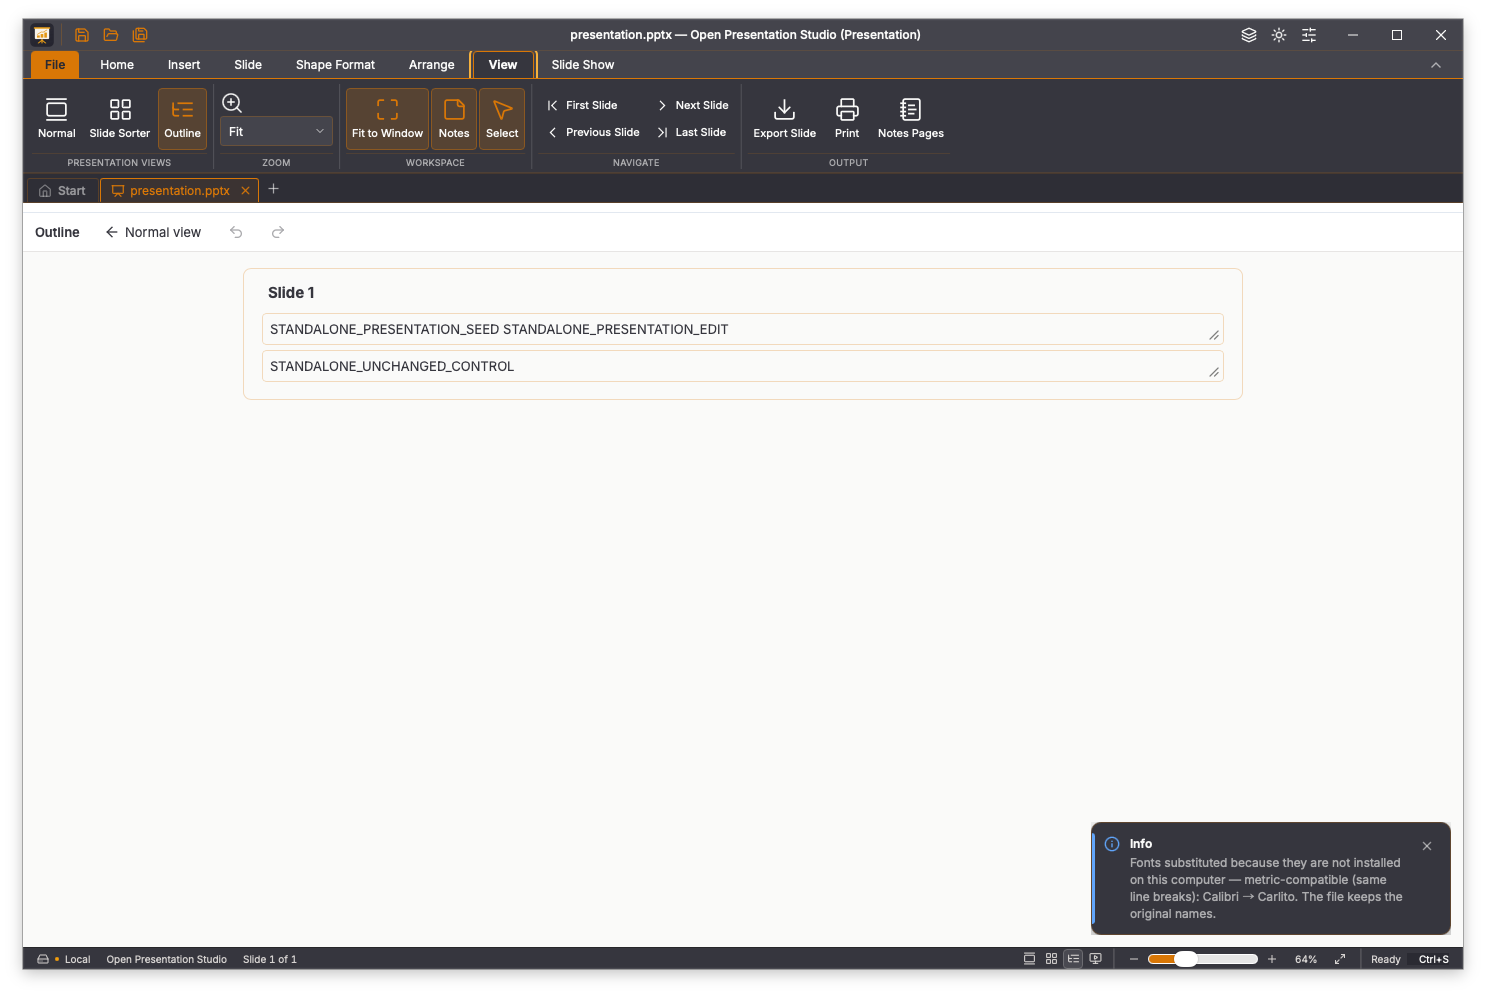 presentation.pptx — Open Presentation Studio (Presentation)
File Home Insert Slide Shape Format Arrange View Slide Show
Normal Slide Sorter Outline
PRESENTATION VIEWS
Fit
ZOOM
Fit to Window Notes Select
WORKSPACE
First Slide Next Slide
Previous Slide Last Slide
NAVIGATE
Export Slide Print Notes Pages
OUTPUT
Start presentation.pptx
Outline Normal view
Slide 1
STANDALONE_PRESENTATION_SEED STANDALONE_PRESENTATION_EDIT
STANDALONE_UNCHANGED_CONTROL
Info
Fonts substituted because they are not installed
on this computer — metric-compatible (same
line breaks): Calibri → Carlito. The file keeps the
original names.
Local Open Presentation Studio Slide 1 of 1 64% Ready Ctrl+S